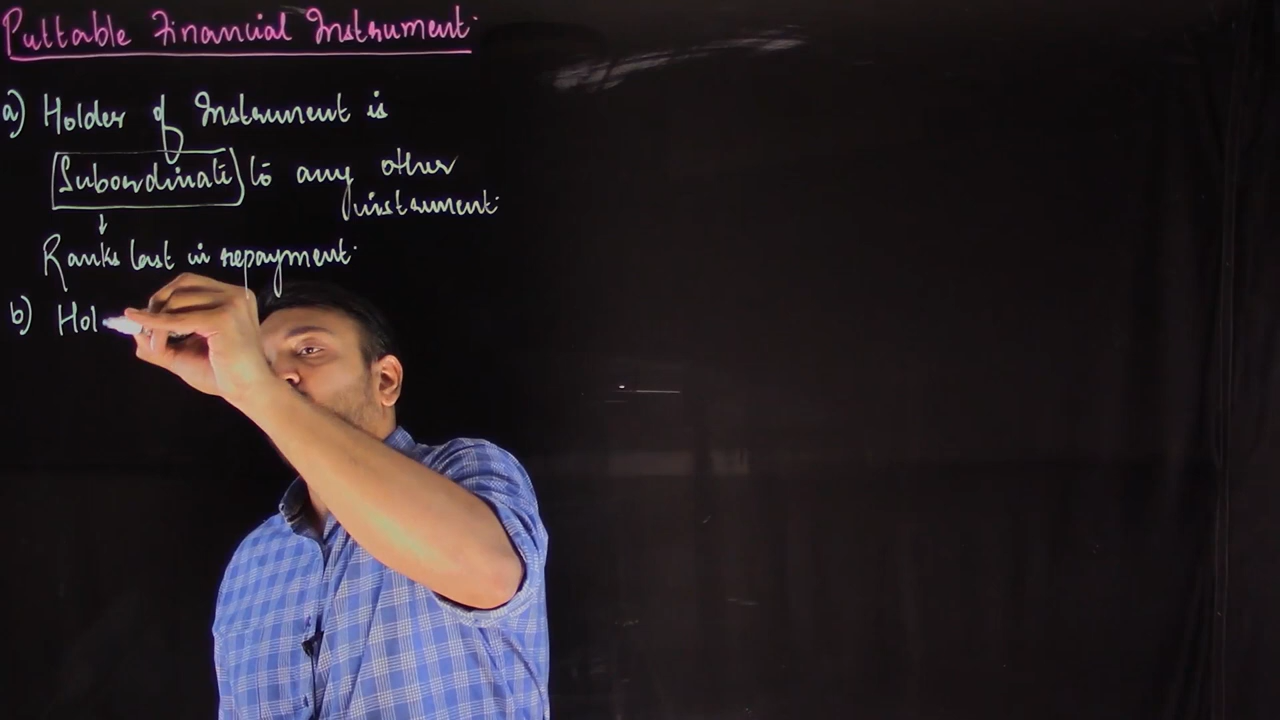 Puttable Financial Instrument.
a) Holder of Instrument is
Subordinate to any other
instrument.
Ranks last in repayment.
b) Hol